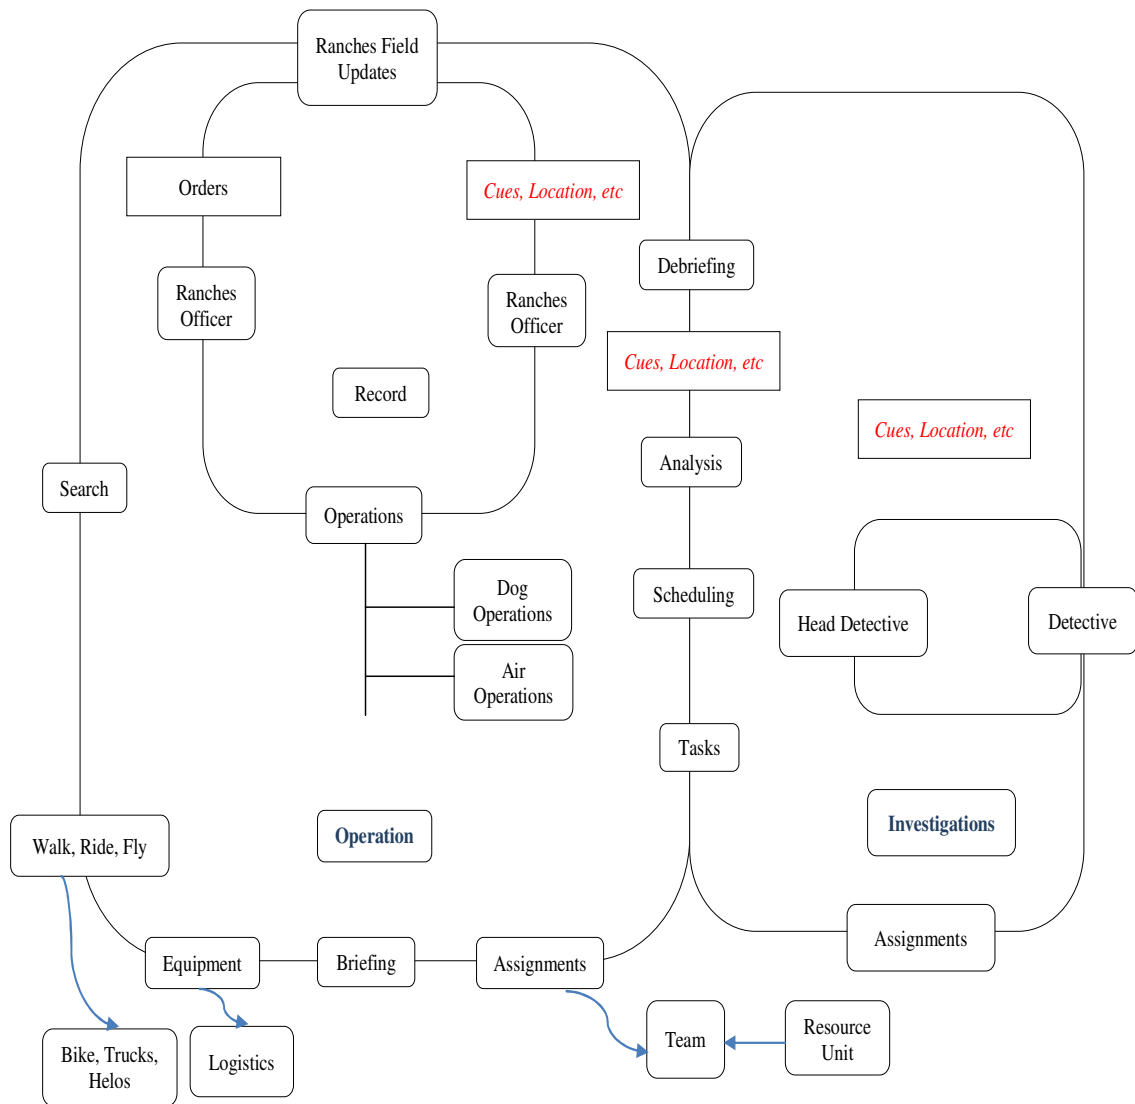 Ranches Field
Updates
Orders
Cues, Location, etc
Ranches
Officer
Ranches
Officer
Record
Debriefing
Cues, Location, etc
Cues, Location, etc
Analysis
Search
Operations
Dog
Operations
Air
Operations
Scheduling
Head Detective
Detective
Tasks
Operation
Investigations
Walk, Ride, Fly
Equipment
Briefing
Assignments
Assignments
Bike, Trucks,
Helos
Logistics
Team
Resource
Unit